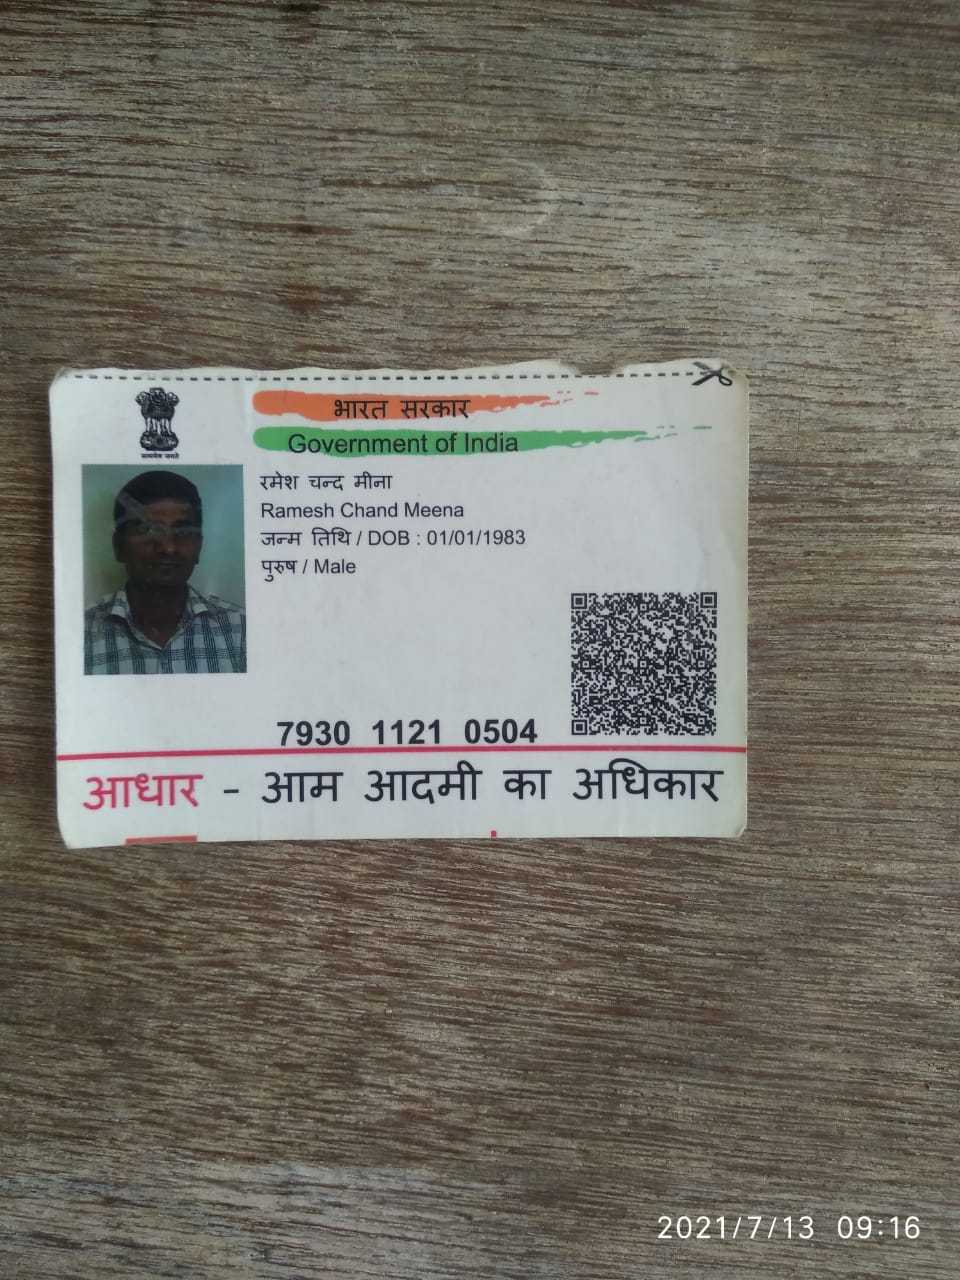 भारत सरकार
Government of India
सत्यमेव जयते
रमेश चन्द मीना
Ramesh Chand Meena
जन्म तिथि / DOB : 01/01/1983
पुरुष / Male
7930 1121 0504
आधार - आम आदमी का अधिकार
2021/7/13 09:16